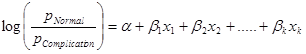 log(p_Normal / p_Complication) = α + β₁x₁ + β₂x₂ + ..... + βₖxₖ